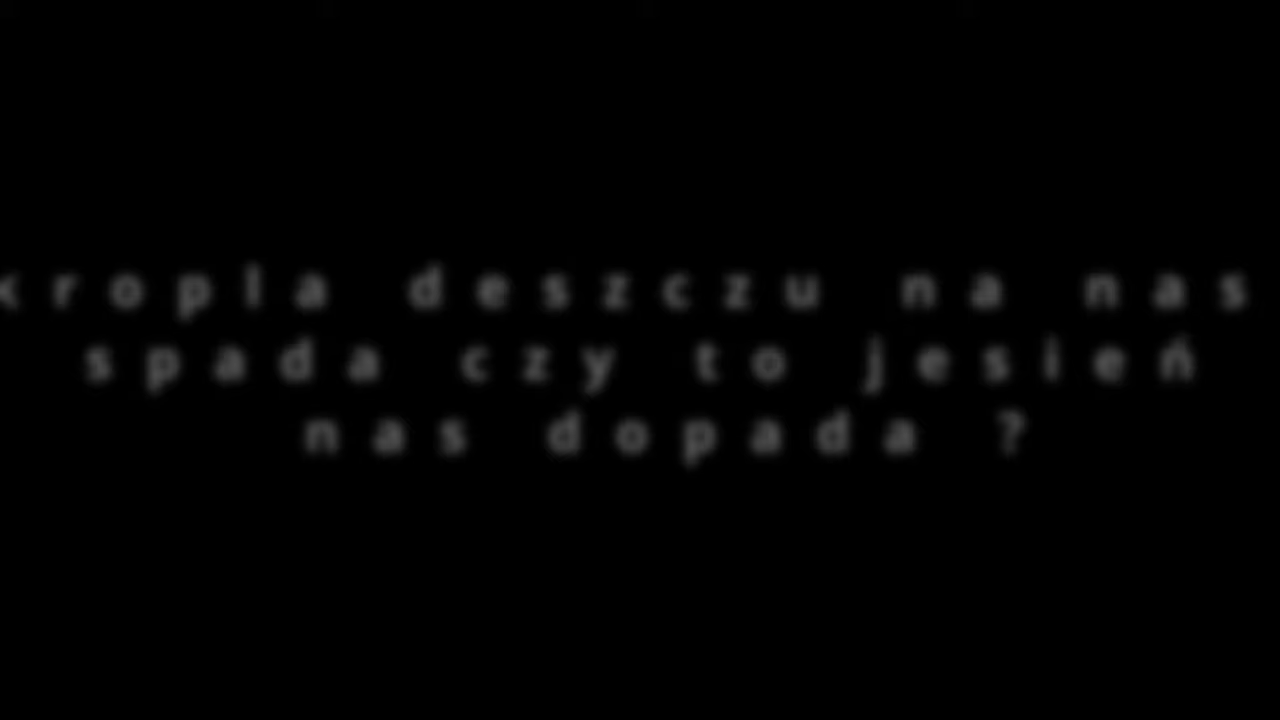 kropla deszczu na nas
spada czy to jesień
nas dopada ?